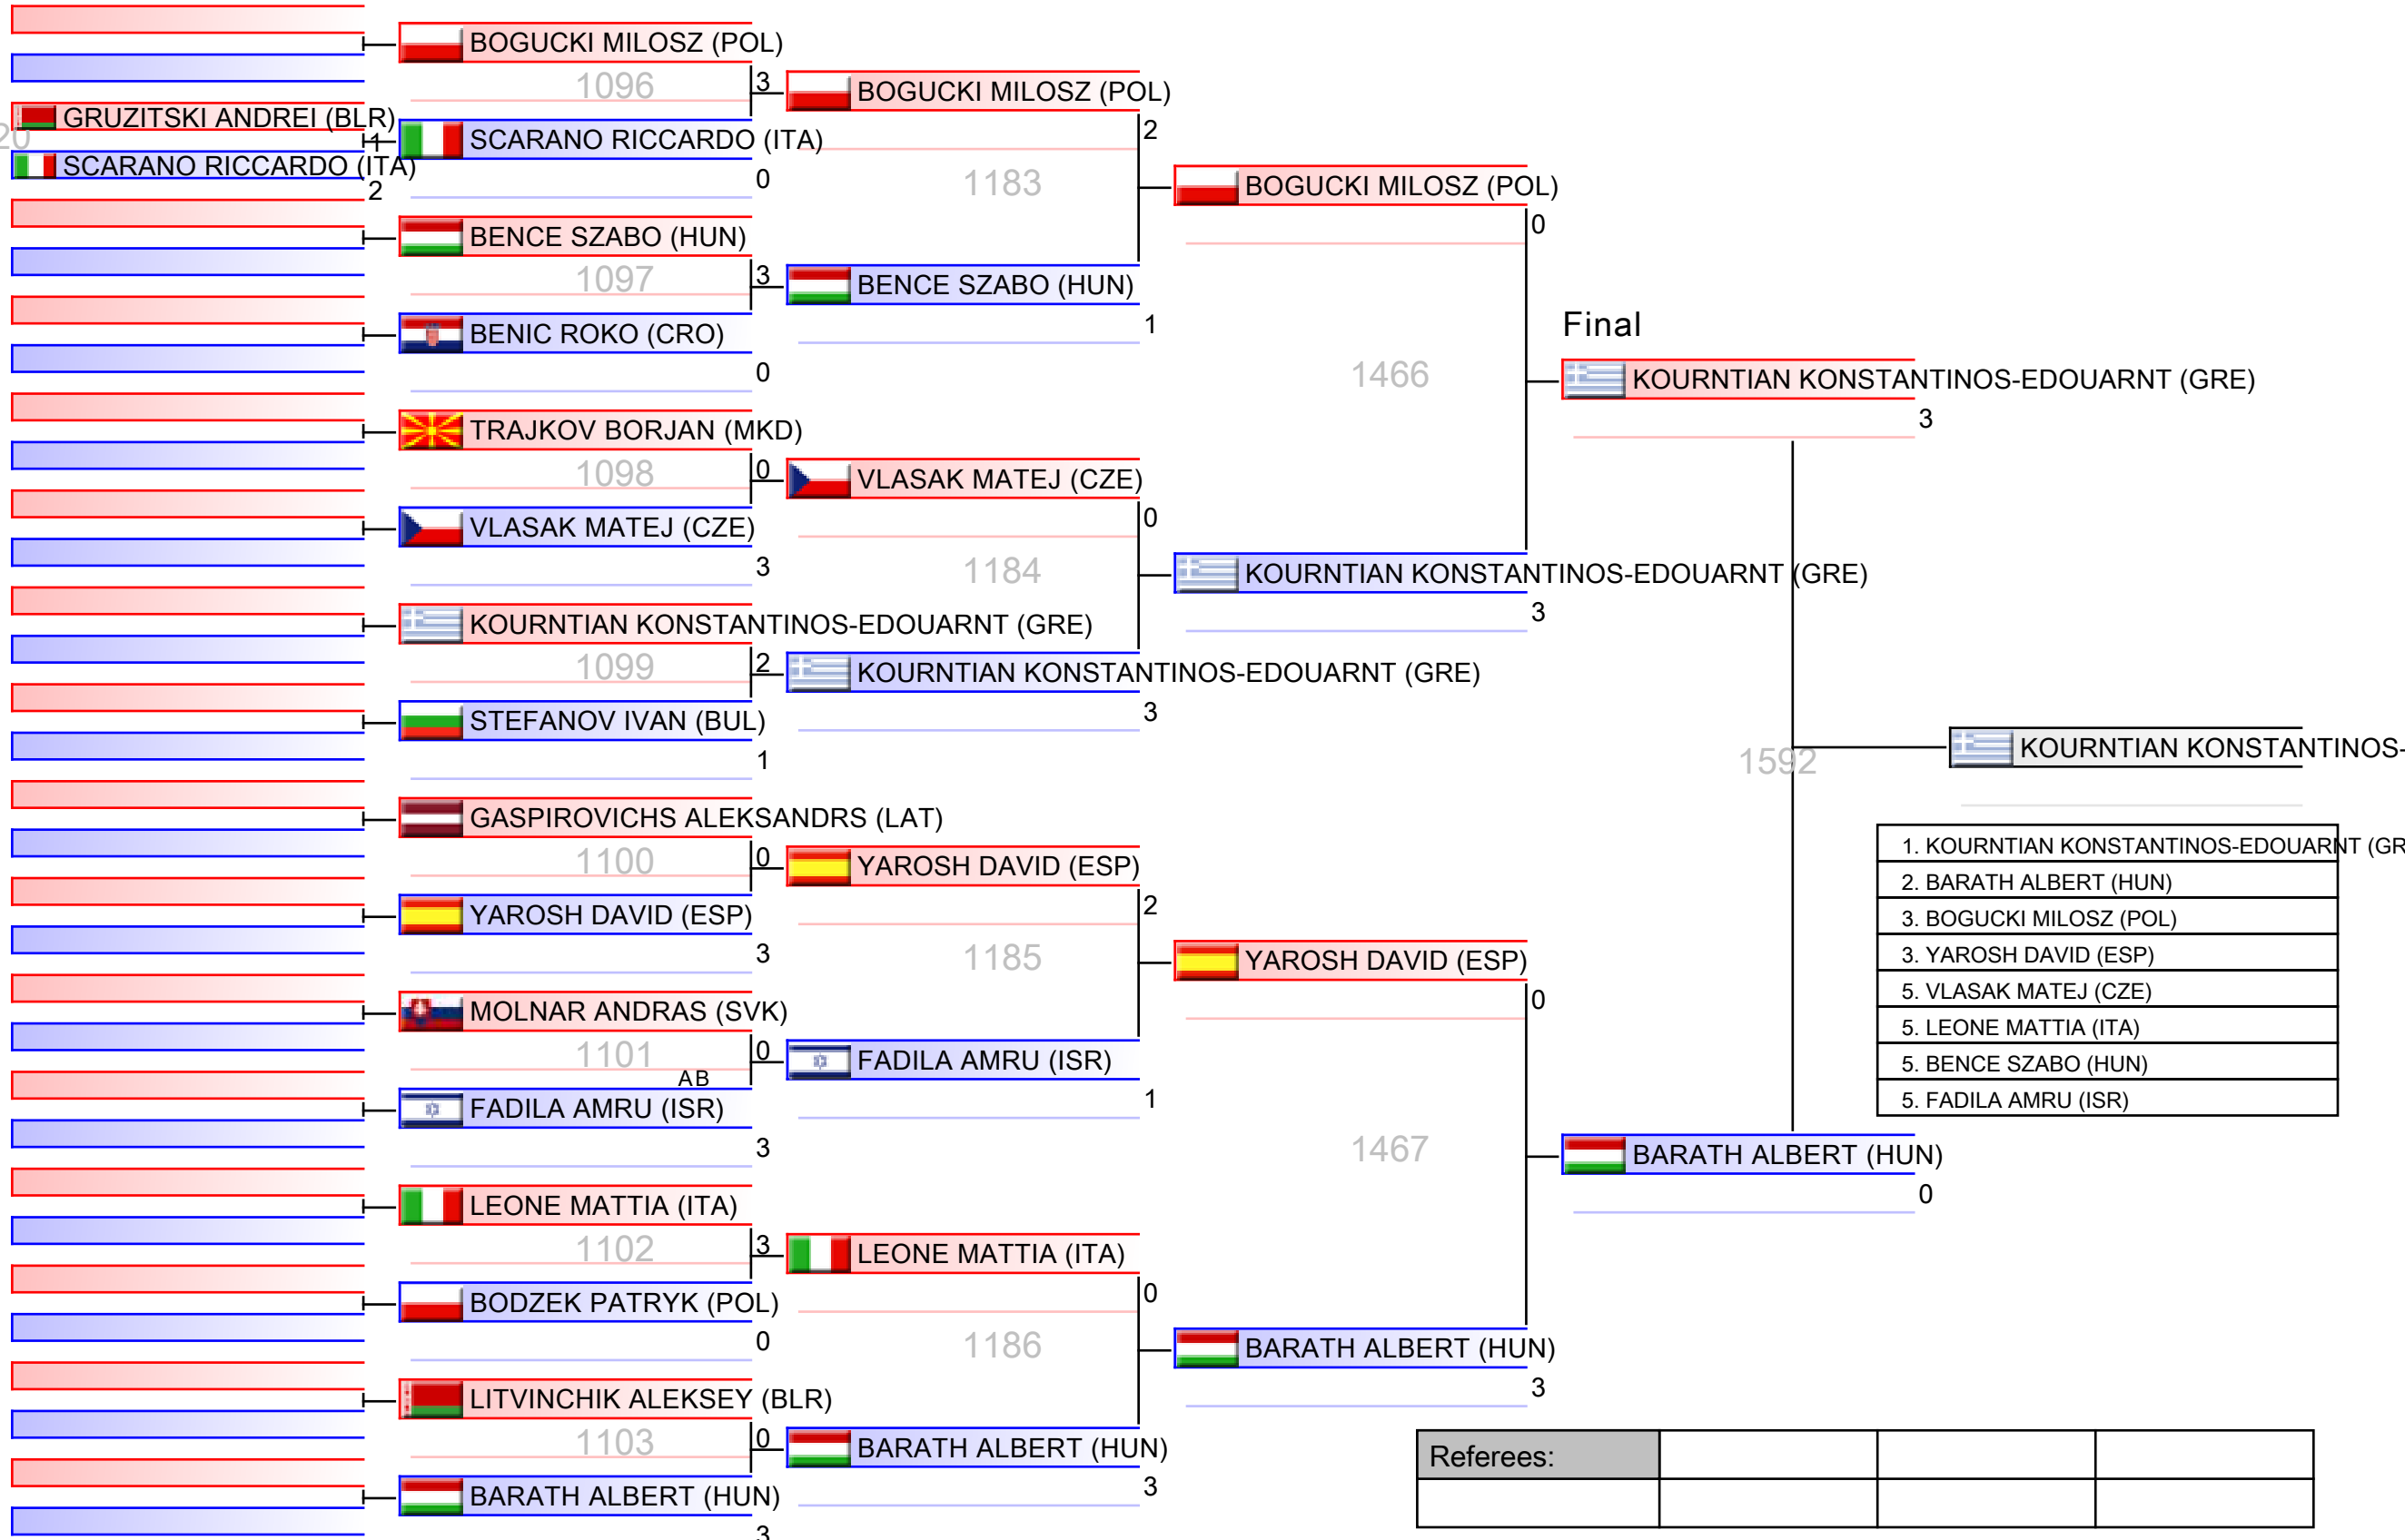 BOGUCKI MILOSZ (POL)
1096
3
BOGUCKI MILOSZ (POL)
GRUZITSKI ANDREI (BLR)
20
1
SCARANO RICCARDO (ITA)
2
SCARANO RICCARDO (ITA)
0
2
1183
BOGUCKI MILOSZ (POL)
0
BENCE SZABO (HUN)
1097
3
BENCE SZABO (HUN)
1
BENIC ROKO (CRO)
0
1466
Final
KOURNTIAN KONSTANTINOS-EDOUARNT (GRE)
3
TRAJKOV BORJAN (MKD)
1098
0
VLASAK MATEJ (CZE)
0
VLASAK MATEJ (CZE)
3
1184
KOURNTIAN KONSTANTINOS-EDOUARNT (GRE)
3
KOURNTIAN KONSTANTINOS-EDOUARNT (GRE)
1099
2
KOURNTIAN KONSTANTINOS-EDOUARNT (GRE)
3
STEFANOV IVAN (BUL)
1
1592
KOURNTIAN KONSTANTINOS-
GASPIROVICHS ALEKSANDRS (LAT)
1100
0
YAROSH DAVID (ESP)
2
YAROSH DAVID (ESP)
3
1185
YAROSH DAVID (ESP)
0
MOLNAR ANDRAS (SVK)
1101
0
AB
FADILA AMRU (ISR)
1
FADILA AMRU (ISR)
3
1467
1. KOURNTIAN KONSTANTINOS-EDOUARNT (GR
2. BARATH ALBERT (HUN)
3. BOGUCKI MILOSZ (POL)
3. YAROSH DAVID (ESP)
5. VLASAK MATEJ (CZE)
5. LEONE MATTIA (ITA)
5. BENCE SZABO (HUN)
5. FADILA AMRU (ISR)
BARATH ALBERT (HUN)
0
LEONE MATTIA (ITA)
1102
3
LEONE MATTIA (ITA)
0
BODZEK PATRYK (POL)
0
1186
BARATH ALBERT (HUN)
3
LITVINCHIK ALEKSEY (BLR)
1103
0
BARATH ALBERT (HUN)
3
BARATH ALBERT (HUN)
3
Referees: